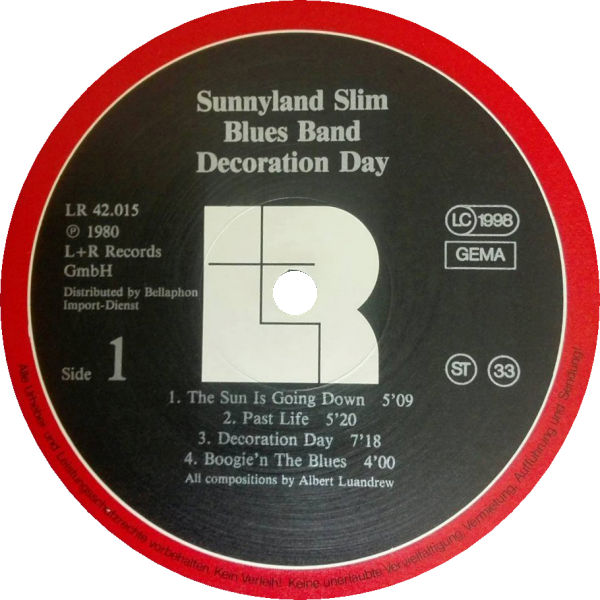 Sunnyland Slim
Blues Band
Decoration Day
LR 42.015
℗ 1980
L+R Records
GmbH
Distributed by Bellaphon
Import-Dienst
LC 1998
GEMA
Side 1
ST 33
1. The Sun Is Going Down 5'09
2. Past Life 5'20
3. Decoration Day 7'18
4. Boogie'n The Blues 4'00
All compositions by Albert Luandrew
Alle Urheber und Leistungsschutzrechte vorbehalten. Kein Verleih! Keine unerlaubte Vervielfältigung, Vermietung, Aufführung und Sendung!